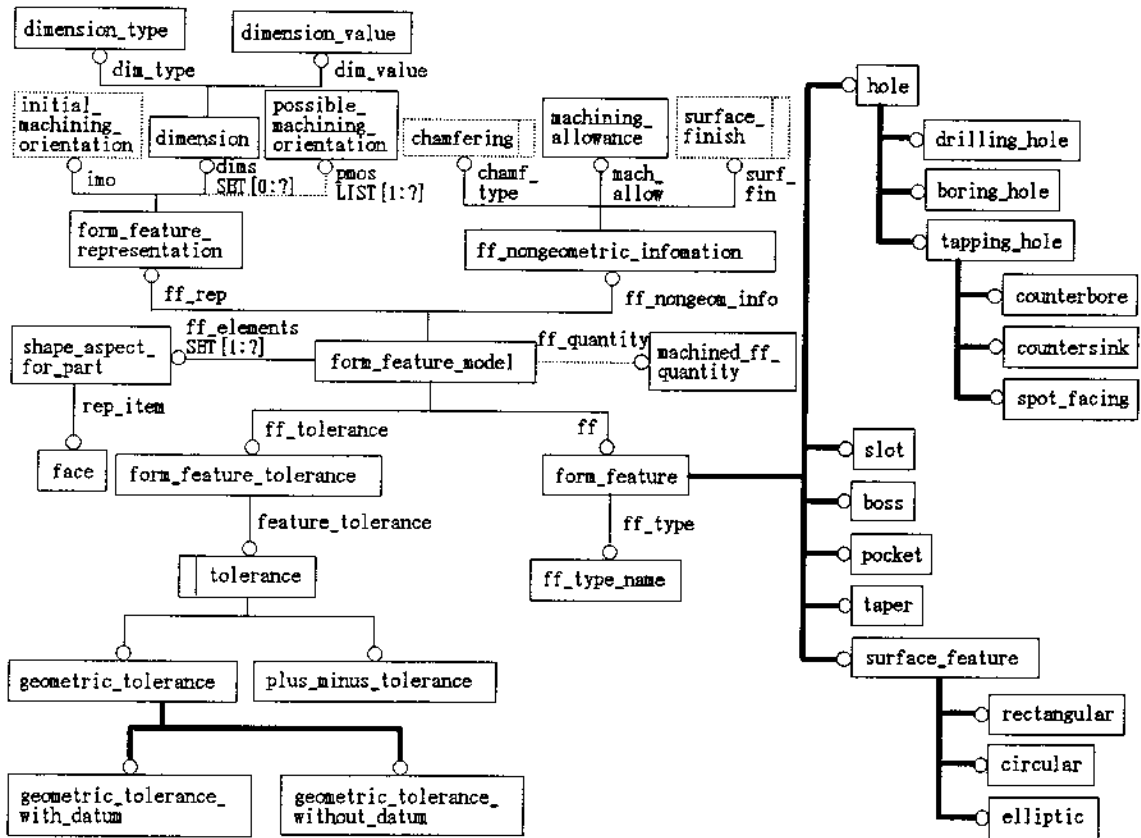 dimension_type
dimension_value
dim_type
dim_value
initial_
machining_
orientation
dimension
possible_
machining_
orientation
chamfering
machining_
allowance
surface_
finish
imo
dims
SET[0:?]
pmos
LIST[1:?]
chamf_
type
mach_
allow
surf_
fin
form_feature_
representation
ff_nongeometric_infomation
ff_rep
ff_nongeom_info
shape_aspect_
for_part
ff_elements
SET[1:?]
form_feature_model
ff_quantity
machined_ff_
quantity
rep_item
face
ff_tolerance
ff
form_feature_tolerance
form_feature
feature_tolerance
ff_type
tolerance
ff_type_name
geometric_tolerance
plus_minus_tolerance
geometric_tolerance_
with_datum
geometric_tolerance_
without_datum
hole
drilling_hole
boring_hole
tapping_hole
counterbore
countersink
spot_facing
slot
boss
pocket
taper
surface_feature
rectangular
circular
elliptic